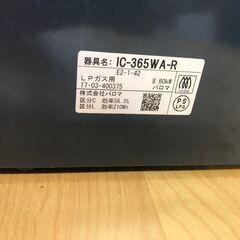 器具名: IC-365WA-R
E2-1-42
LPガス用 8.60kW
17-03-400375 パロマ
株式会社パロマ
区分C 効率56.3%
区分L 効率210Wh
PS
LPG